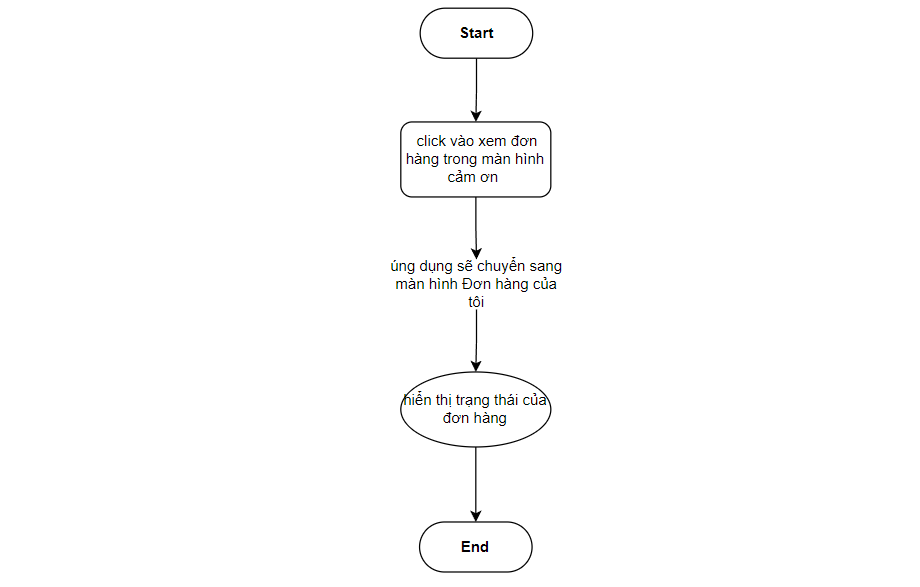 Start
click vào xem đơn
hàng trong màn hình
cảm ơn
úng dụng sẽ chuyển sang
màn hình Đơn hàng của
tôi
hiển thị trạng thái của
đơn hàng
End